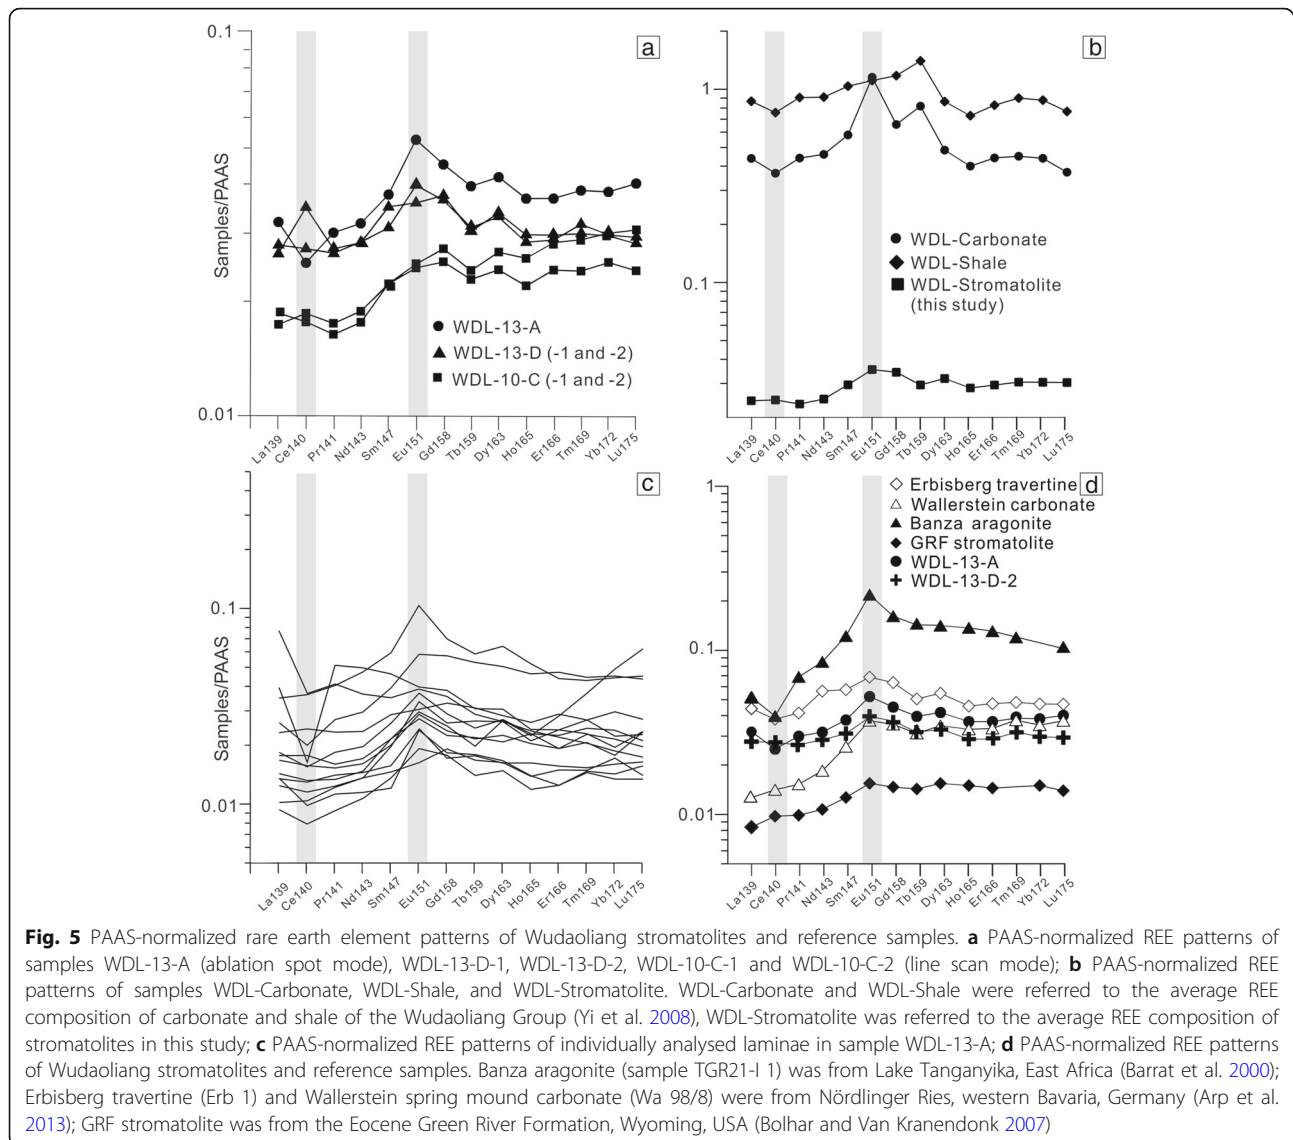 a
0.1
0.01
Samples/PAAS
WDL-13-A
WDL-13-D (-1 and -2)
WDL-10-C (-1 and -2)
La139 Ce140 Pr141 Nd143 Sm147 Eu151 Gd158 Tb159 Dy163 Ho165 Er166 Tm169 Yb172 Lu175
b
1
0.1
WDL-Carbonate
WDL-Shale
WDL-Stromatolite
(this study)
La139 Ce140 Pr141 Nd143 Sm147 Eu151 Gd158 Tb159 Dy163 Ho165 Er166 Tm169 Yb172 Lu175
c
0.1
0.01
Samples/PAAS
La139 Ce140 Pr141 Nd143 Sm147 Eu151 Gd158 Tb159 Dy163 Ho165 Er166 Tm169 Yb172 Lu175
d
1
0.1
0.01
Erbisberg travertine
Wallerstein carbonate
Banza aragonite
GRF stromatolite
WDL-13-A
WDL-13-D-2
La139 Ce140 Pr141 Nd143 Sm147 Eu151 Gd158 Tb159 Dy163 Ho165 Er166 Tm169 Yb172 Lu175
Fig. 5 PAAS-normalized rare earth element patterns of Wudaoliang stromatolites and reference samples. a PAAS-normalized REE patterns of
samples WDL-13-A (ablation spot mode), WDL-13-D-1, WDL-13-D-2, WDL-10-C-1 and WDL-10-C-2 (line scan mode); b PAAS-normalized REE
patterns of samples WDL-Carbonate, WDL-Shale, and WDL-Stromatolite. WDL-Carbonate and WDL-Shale were referred to the average REE
composition of carbonate and shale of the Wudaoliang Group (Yi et al. 2008), WDL-Stromatolite was referred to the average REE composition of
stromatolites in this study; c PAAS-normalized REE patterns of individually analysed laminae in sample WDL-13-A; d PAAS-normalized REE patterns
of Wudaoliang stromatolites and reference samples. Banza aragonite (sample TGR21-I 1) was from Lake Tanganyika, East Africa (Barrat et al. 2000);
Erbisberg travertine (Erb 1) and Wallerstein spring mound carbonate (Wa 98/8) were from Nördlinger Ries, western Bavaria, Germany (Arp et al.
2013); GRF stromatolite was from the Eocene Green River Formation, Wyoming, USA (Bolhar and Van Kranendonk 2007)